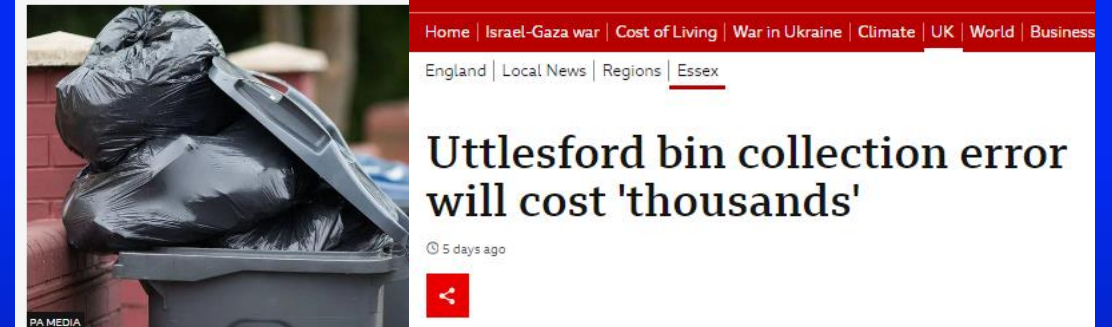 Home | Israel-Gaza war | Cost of Living | War in Ukraine | Climate | UK | World | Business
England | Local News | Regions | Essex
Uttlesford bin collection error
will cost 'thousands'
5 days ago
PA MEDIA